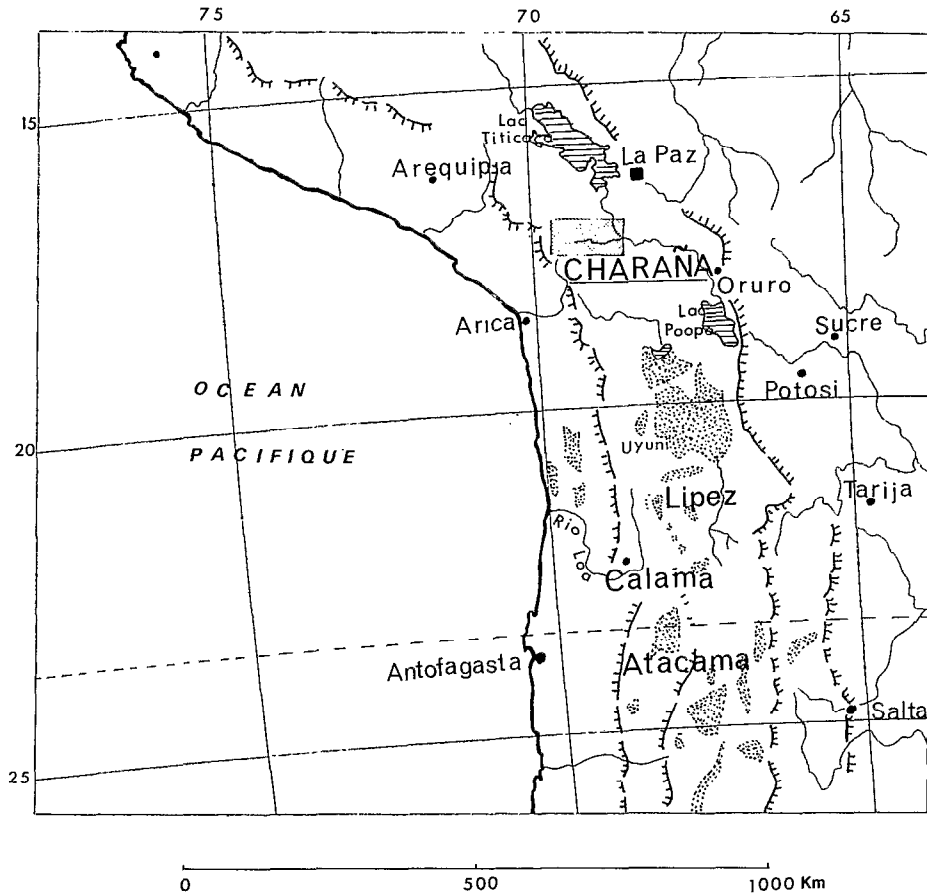 75 70 65
15
Lac
Titicaca
La Paz
Arequipa
CHARAÑA
Oruro
Lac
Poopo
Arica
Sucre
Potosi
OCEAN
PACIFIQUE
20
Uyuni
Lipez
Tarija
Rio Loa
Calama
Antofagasta
Atacama
Salta
25
0 500 1000 Km